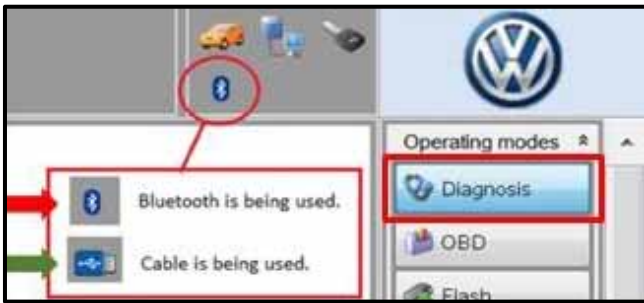 Operating modes
Diagnosis
Bluetooth is being used.
OBD
Cable is being used.
Flash